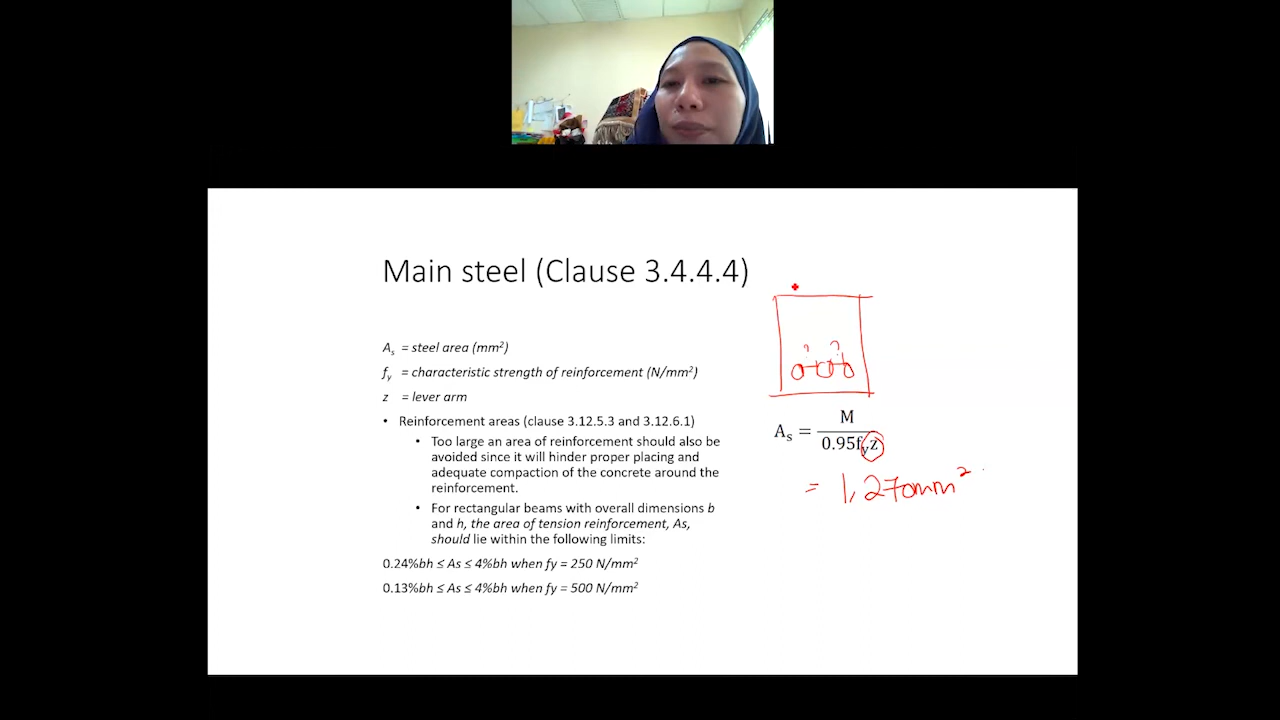 Main steel (Clause 3.4.4.4)
As = steel area (mm²)
fy = characteristic strength of reinforcement (N/mm²)
z = lever arm
• Reinforcement areas (clause 3.12.5.3 and 3.12.6.1)
• Too large an area of reinforcement should also be
avoided since it will hinder proper placing and
adequate compaction of the concrete around the
reinforcement.
• For rectangular beams with overall dimensions b
and h, the area of tension reinforcement, As,
should lie within the following limits:
0.24%bh ≤ As ≤ 4%bh when fy = 250 N/mm²
0.13%bh ≤ As ≤ 4%bh when fy = 500 N/mm²
As = M
0.95fyz
= 1,270mm²